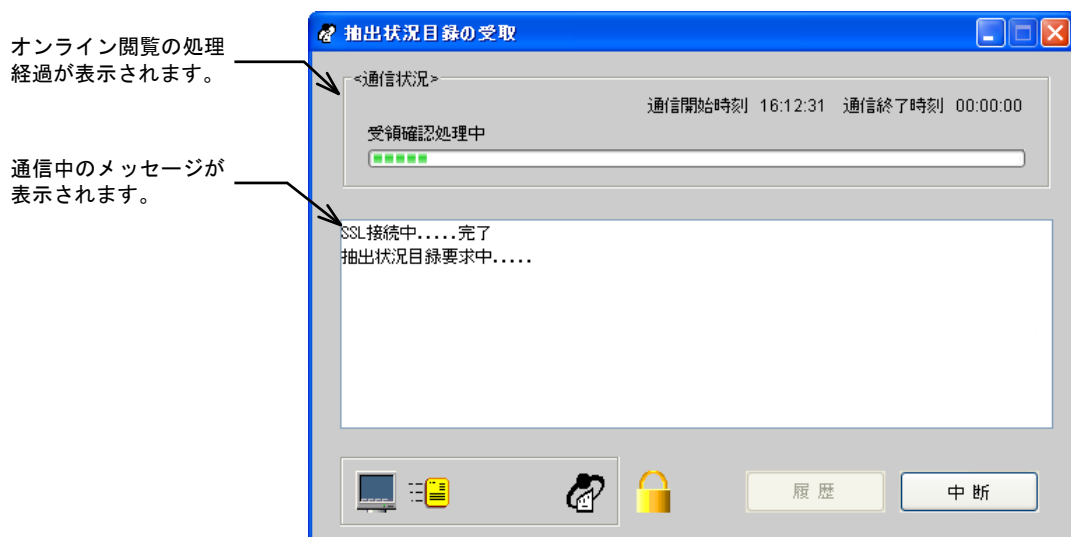 オンライン閲覧の処理
経過が表示されます。
通信中のメッセージが
表示されます。
抽出状況目録の受取
<通信状況>
通信開始時刻 16:12:31 通信終了時刻 00:00:00
受領確認処理中
SSL接続中.....完了
抽出状況目録要求中.....
履歴
中断